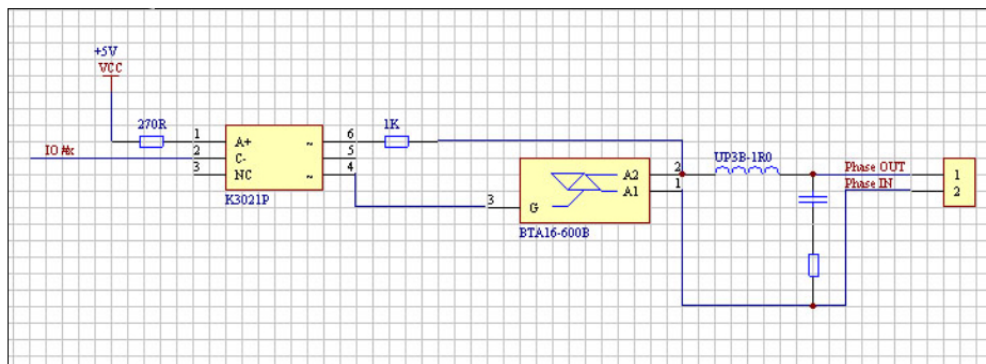 +5V
VCC
270R
IO #x
1
2
3
A+
C-
NC
~
~
6
5
4
K3021P
1K
3
G
A2
A1
2
1
BTA16-600B
UP3B-1R0
Phase OUT
Phase IN
1
2